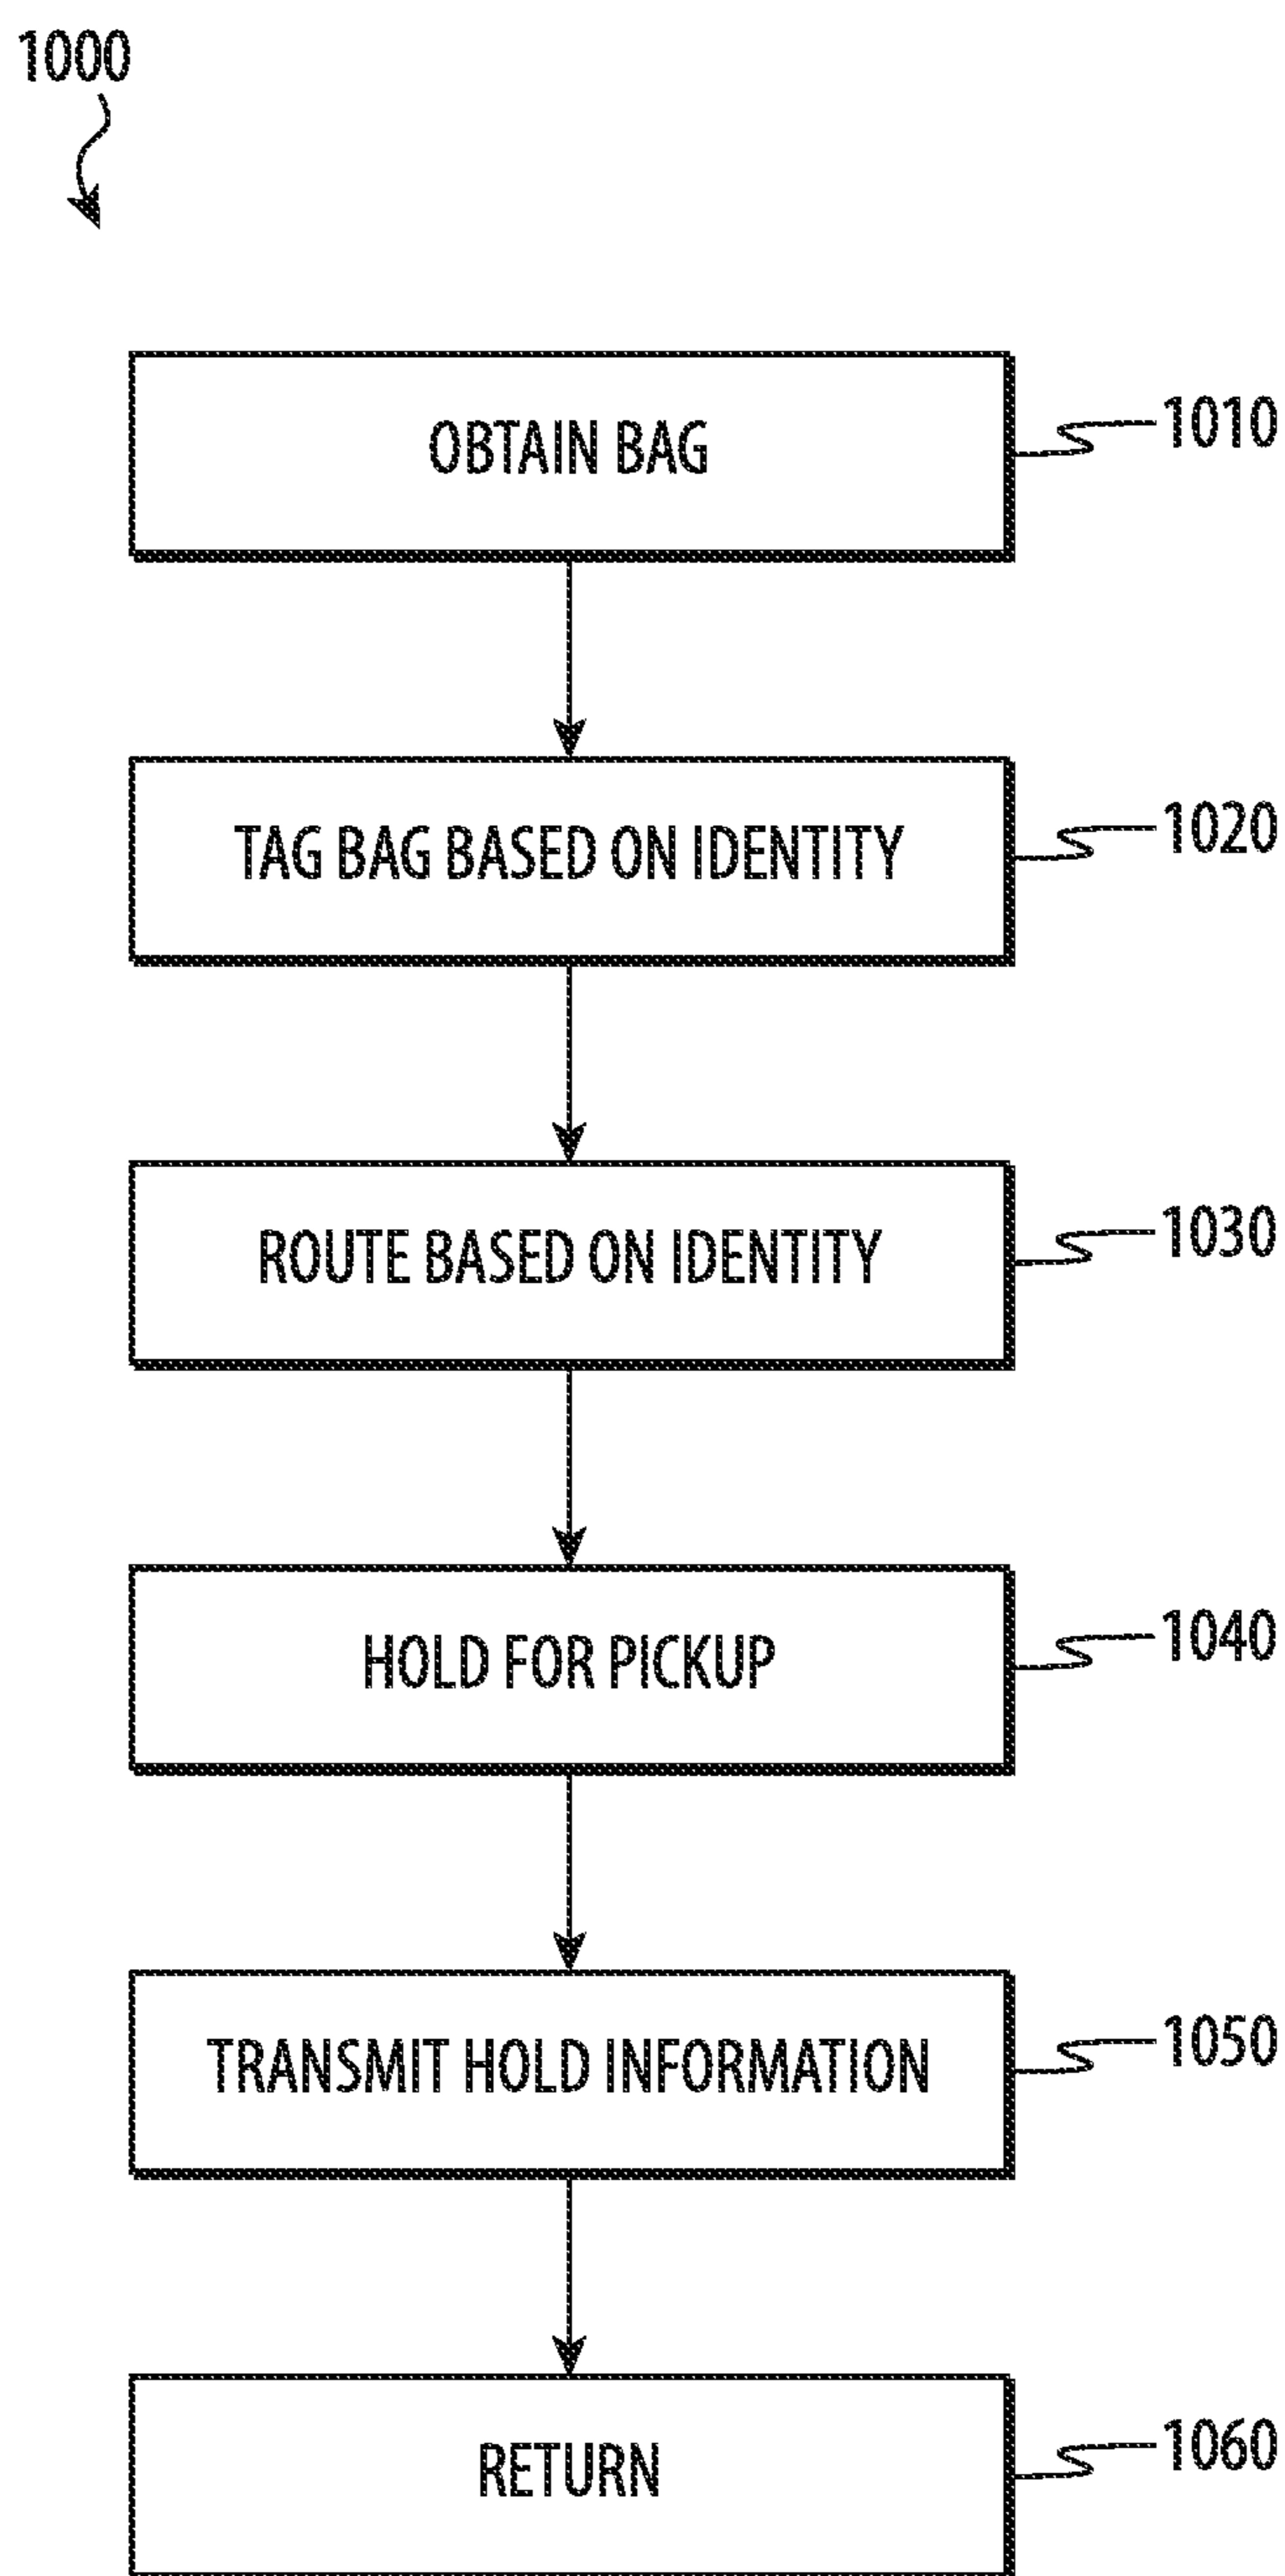 1000
OBTAIN BAG
1010
TAG BAG BASED ON IDENTITY
1020
ROUTE BASED ON IDENTITY
1030
HOLD FOR PICKUP
1040
TRANSMIT HOLD INFORMATION
1050
RETURN
1060